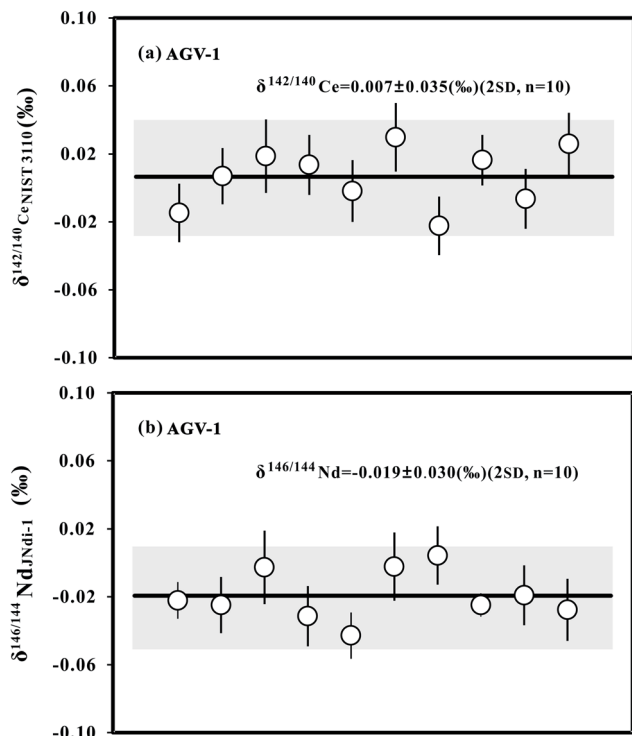 0.10
(a) AGV-1
0.06
δ142/140Ce=0.007±0.035(‰)(2SD, n=10)
0.02
-0.02
-0.06
-0.10
δ142/140CeNIST 3110(‰)
0.10
(b) AGV-1
0.06
δ146/144Nd=-0.019±0.030(‰)(2SD, n=10)
0.02
-0.02
-0.06
-0.10
δ146/144NdJNdi-1 (‰)